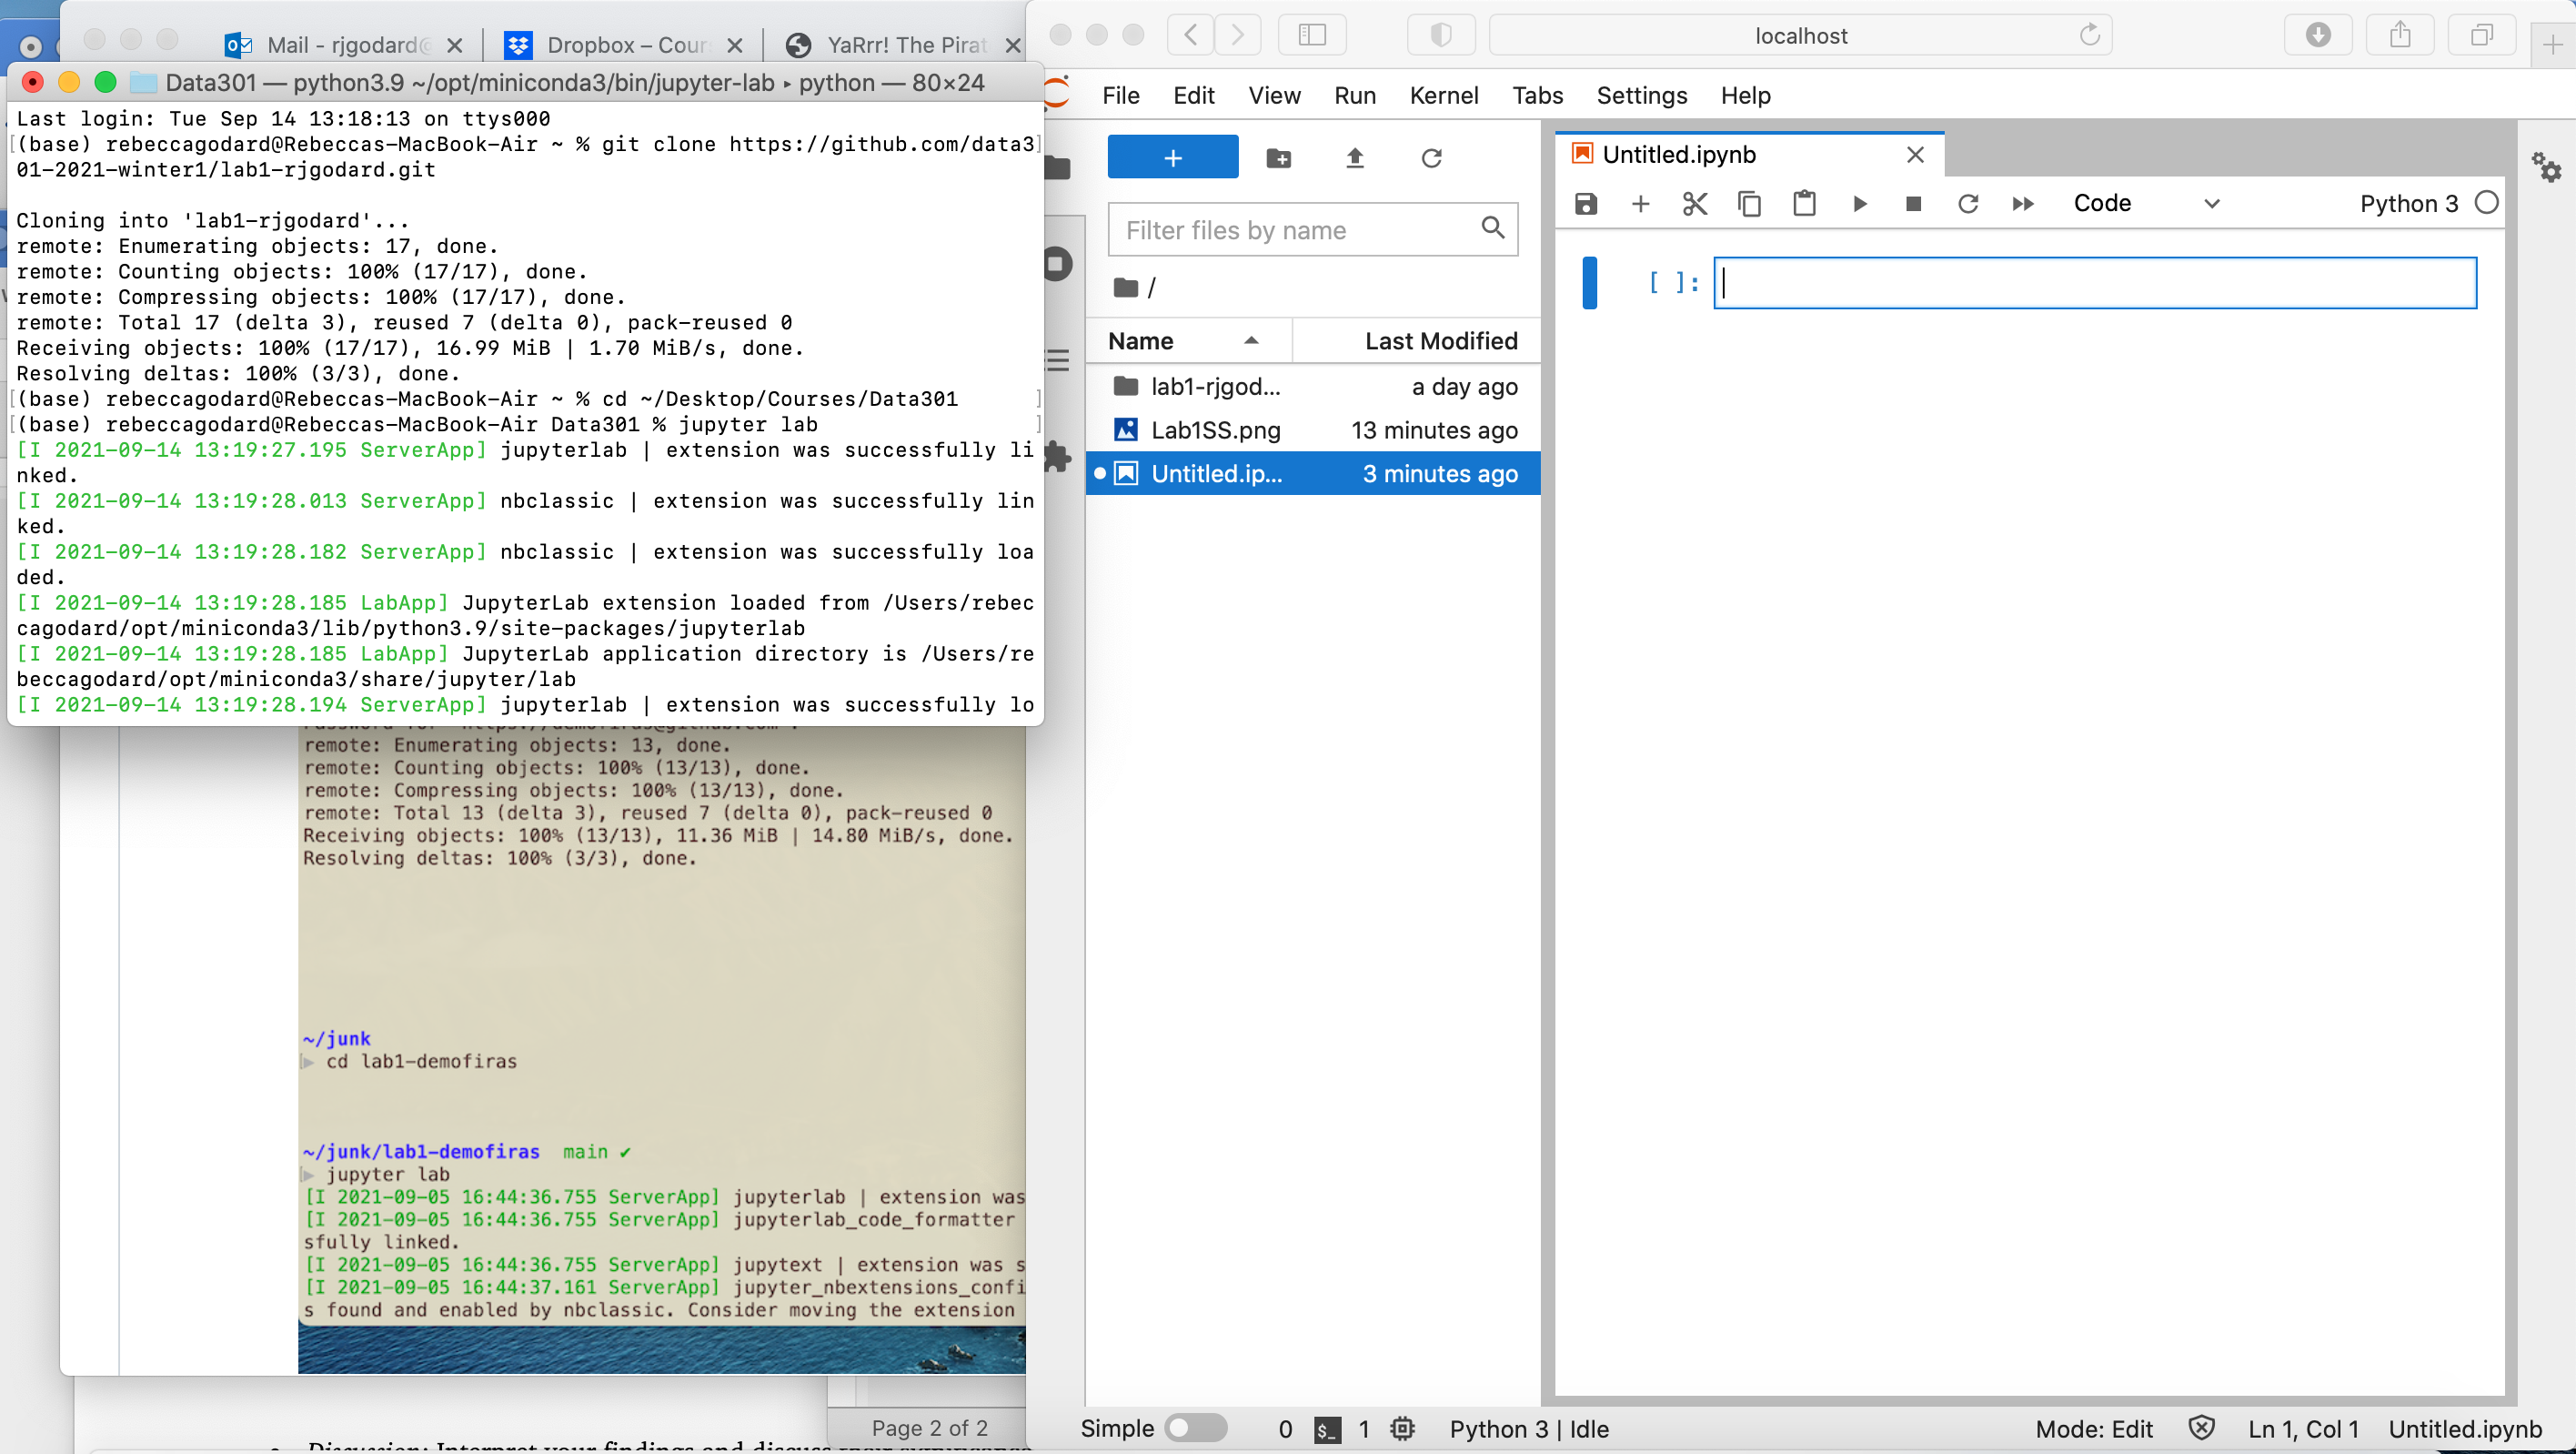 Mail - rjgodard@
Dropbox – Cour
YaRrr! The Pirat
localhost
Data301 — python3.9 ~/opt/miniconda3/bin/jupyter-lab ▸ python — 80×24
Last login: Tue Sep 14 13:18:13 on ttys000
[(base) rebeccagodard@Rebeccas-MacBook-Air ~ % git clone https://github.com/data3]
01-2021-winter1/lab1-rjgodard.git
Cloning into 'lab1-rjgodard'...
remote: Enumerating objects: 17, done.
remote: Counting objects: 100% (17/17), done.
remote: Compressing objects: 100% (17/17), done.
remote: Total 17 (delta 3), reused 7 (delta 0), pack-reused 0
Receiving objects: 100% (17/17), 16.99 MiB | 1.70 MiB/s, done.
Resolving deltas: 100% (3/3), done.
[(base) rebeccagodard@Rebeccas-MacBook-Air ~ % cd ~/Desktop/Courses/Data301 ]
[(base) rebeccagodard@Rebeccas-MacBook-Air Data301 % jupyter lab ]
[I 2021-09-14 13:19:27.195 ServerApp] jupyterlab | extension was successfully li
nked.
[I 2021-09-14 13:19:28.013 ServerApp] nbclassic | extension was successfully lin
ked.
[I 2021-09-14 13:19:28.182 ServerApp] nbclassic | extension was successfully loa
ded.
[I 2021-09-14 13:19:28.185 LabApp] JupyterLab extension loaded from /Users/rebec
cagodard/opt/miniconda3/lib/python3.9/site-packages/jupyterlab
[I 2021-09-14 13:19:28.185 LabApp] JupyterLab application directory is /Users/re
beccagodard/opt/miniconda3/share/jupyter/lab
[I 2021-09-14 13:19:28.194 ServerApp] jupyterlab | extension was successfully lo
remote: Enumerating objects: 13, done.
remote: Counting objects: 100% (13/13), done.
remote: Compressing objects: 100% (13/13), done.
remote: Total 13 (delta 3), reused 7 (delta 0), pack-reused 0
Receiving objects: 100% (13/13), 11.36 MiB | 14.80 MiB/s, done.
Resolving deltas: 100% (3/3), done.
~/junk
cd lab1-demofiras
~/junk/lab1-demofiras main ✔
jupyter lab
[I 2021-09-05 16:44:36.755 ServerApp] jupyterlab | extension was
[I 2021-09-05 16:44:36.755 ServerApp] jupyterlab_code_formatter
sfully linked.
[I 2021-09-05 16:44:36.755 ServerApp] jupytext | extension was s
[I 2021-09-05 16:44:37.161 ServerApp] jupyter_nbextensions_confi
s found and enabled by nbclassic. Consider moving the extension
Page 2 of 2
File Edit View Run Kernel Tabs Settings Help
+
Filter files by name
/
Name Last Modified
lab1-rjgod... a day ago
Lab1SS.png 13 minutes ago
Untitled.ip... 3 minutes ago
Untitled.ipynb
Code
Python 3
[ ]:
Simple 0 $_ 1 Python 3 | Idle
Mode: Edit Ln 1, Col 1 Untitled.ipynb